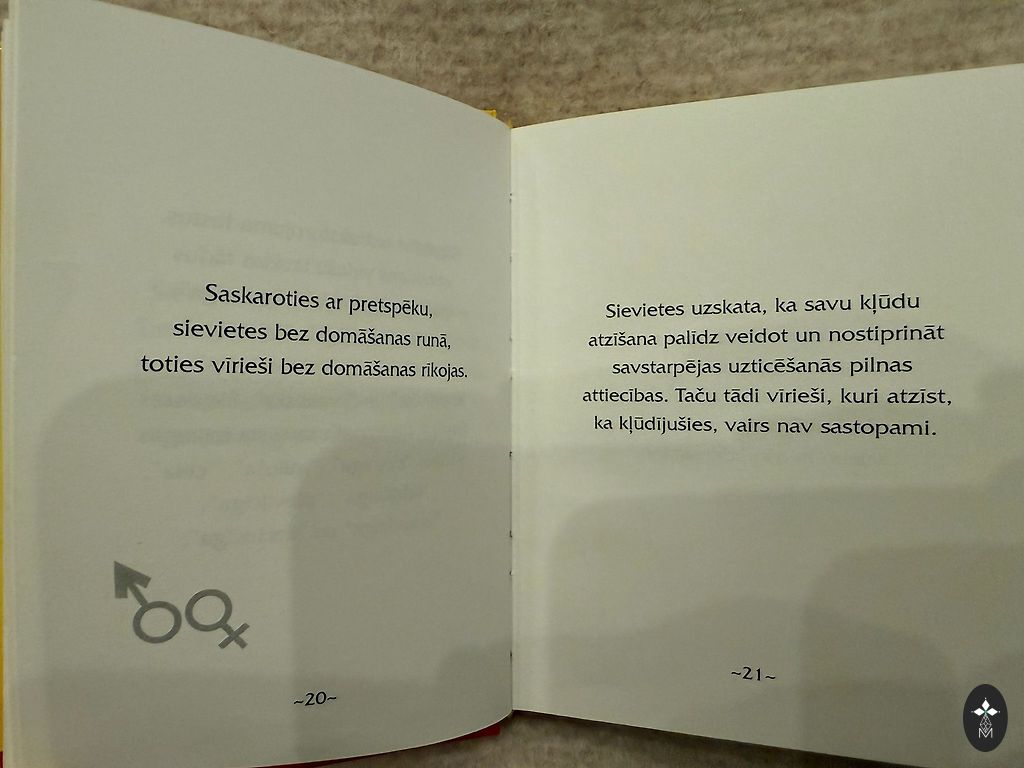 Saskaroties ar pretspēku,
sievietes bez domāšanas runā,
toties vīrieši bez domāšanas rīkojas.
~20~
Sievietes uzskata, ka savu kļūdu
atzīšana palīdz veidot un nostiprināt
savstarpējas uzticēšanās pilnas
attiecības. Taču tādi vīrieši, kuri atzīst,
ka kļūdījušies, vairs nav sastopami.
~21~
M